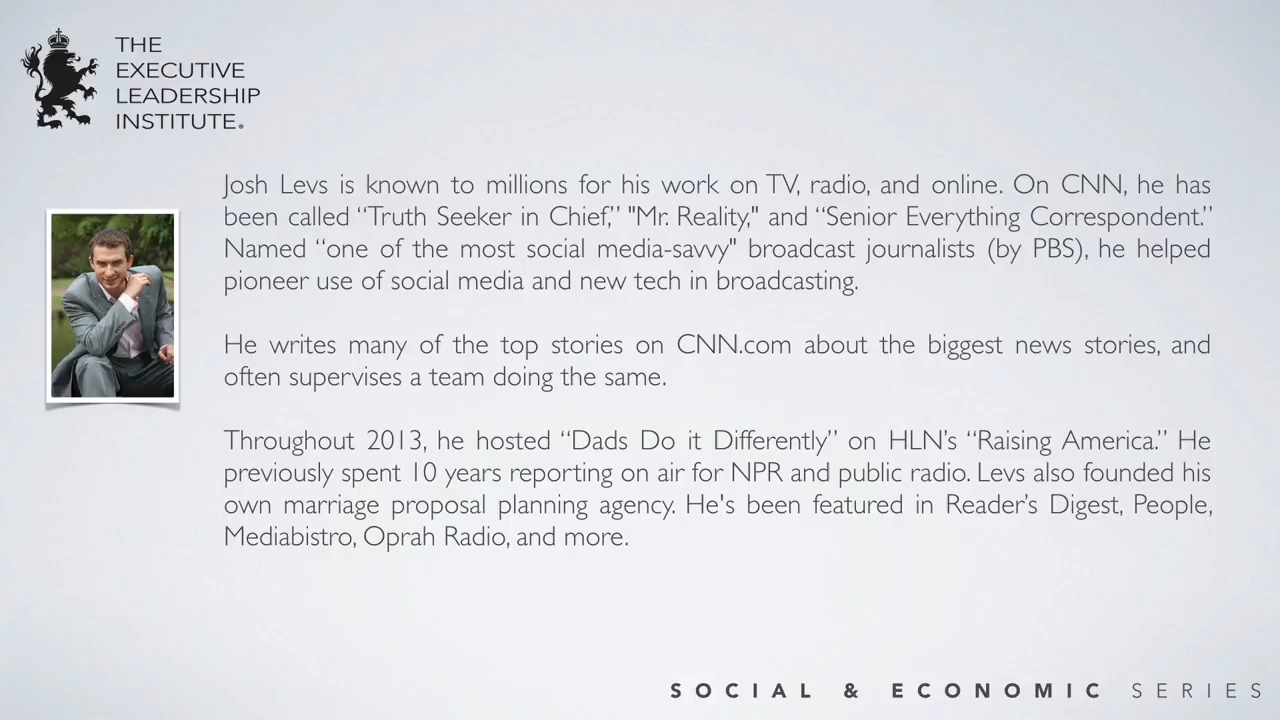 THE
EXECUTIVE
LEADERSHIP
INSTITUTE.
Josh Levs is known to millions for his work on TV, radio, and online. On CNN, he has
been called “Truth Seeker in Chief,” "Mr. Reality," and “Senior Everything Correspondent.”
Named “one of the most social media-savvy" broadcast journalists (by PBS), he helped
pioneer use of social media and new tech in broadcasting.
He writes many of the top stories on CNN.com about the biggest news stories, and
often supervises a team doing the same.
Throughout 2013, he hosted “Dads Do it Differently” on HLN’s “Raising America.” He
previously spent 10 years reporting on air for NPR and public radio. Levs also founded his
own marriage proposal planning agency. He's been featured in Reader’s Digest, People,
Mediabistro, Oprah Radio, and more.
SOCIAL & ECONOMIC SERIES